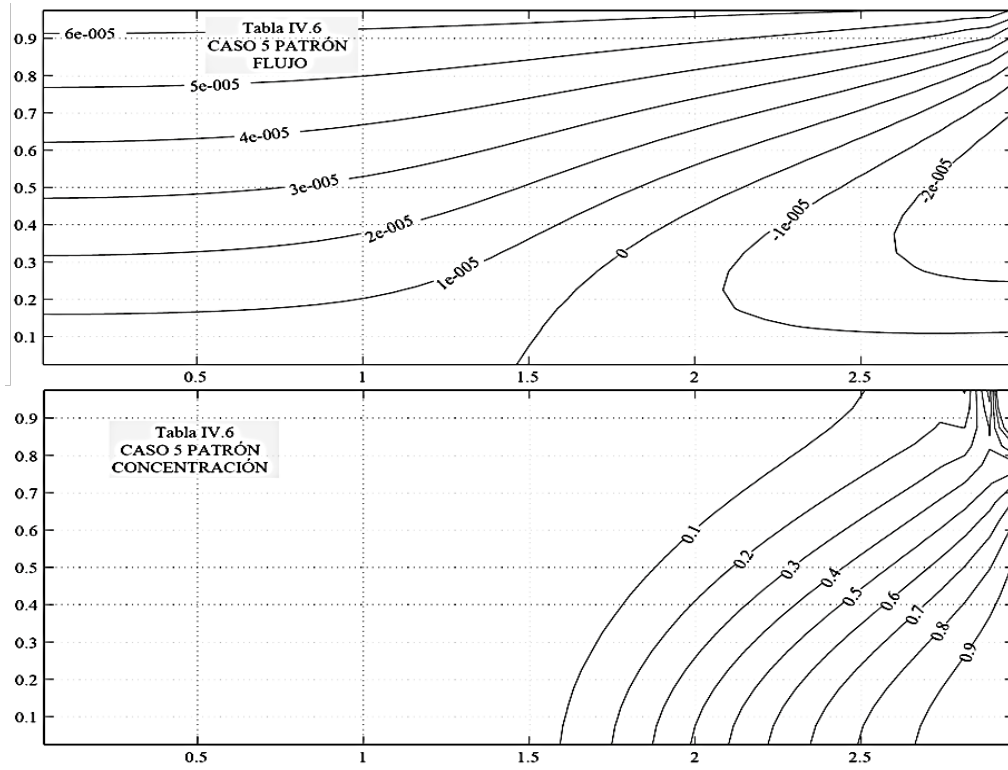 Tabla IV.6
CASO 5 PATRÓN
FLUJO
0.9
0.8
0.7
0.6
0.5
0.4
0.3
0.2
0.1
6e-005
5e-005
4e-005
3e-005
2e-005
1e-005
0
-1e-005
-2e-005
0.5
1
1.5
2
2.5
Tabla IV.6
CASO 5 PATRÓN
CONCENTRACIÓN
0.9
0.8
0.7
0.6
0.5
0.4
0.3
0.2
0.1
0.1
0.2
0.3
0.4
0.5
0.6
0.7
0.8
0.9
0.5
1
1.5
2
2.5